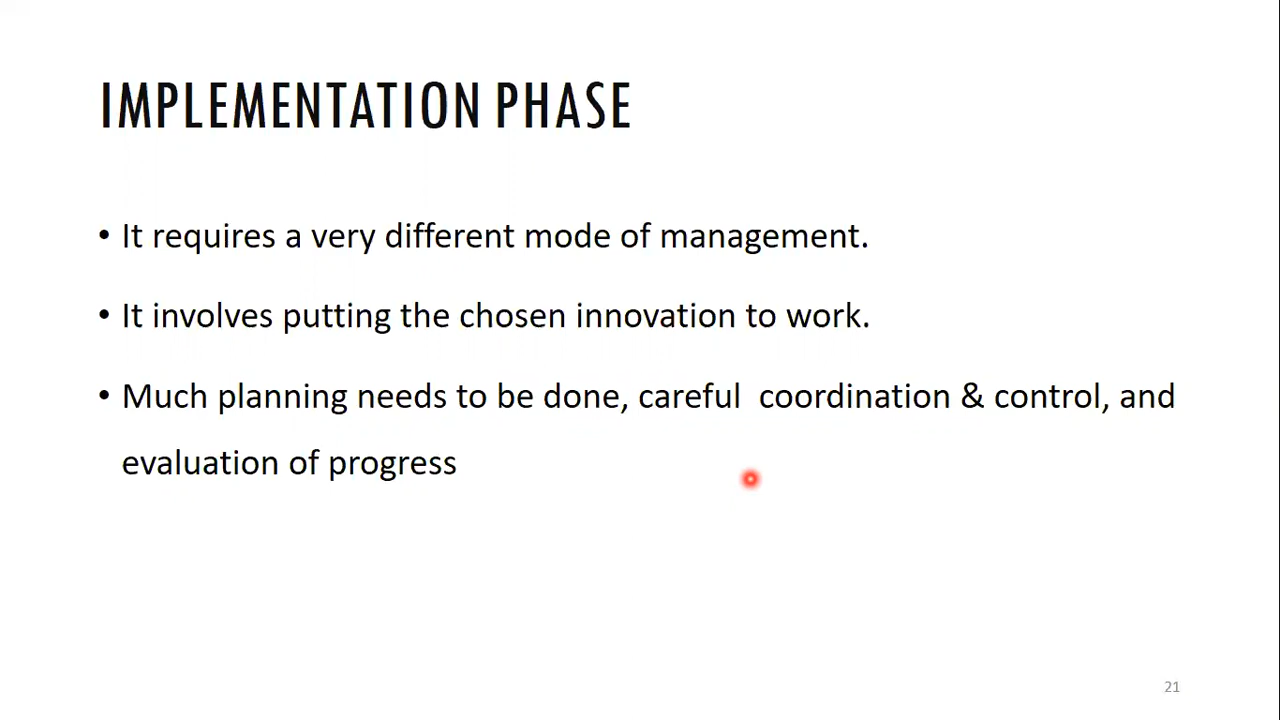 IMPLEMENTATION PHASE
• It requires a very different mode of management.
• It involves putting the chosen innovation to work.
• Much planning needs to be done, careful  coordination & control, and
evaluation of progress
21